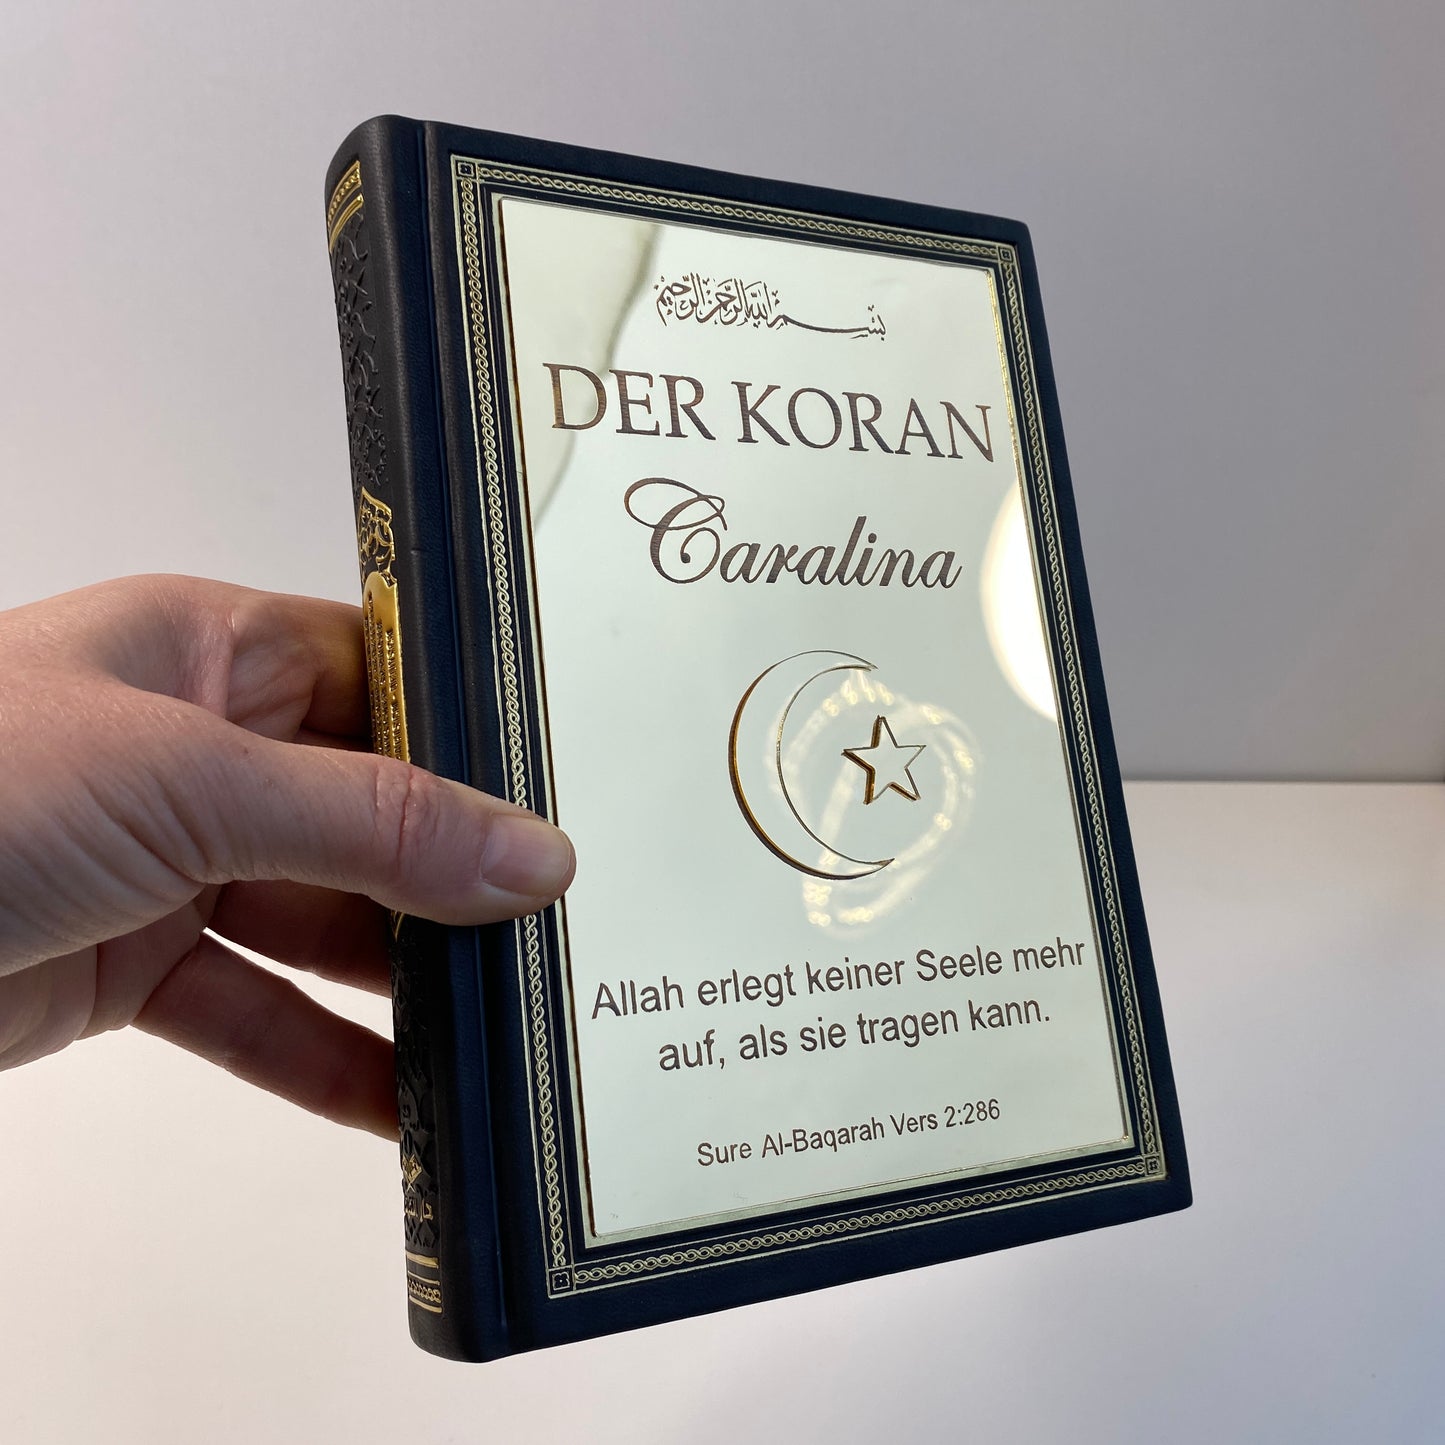 بسم الله الرحمن الرحيم
DER KORAN
Caralina
Allah erlegt keiner Seele mehr
auf, als sie tragen kann.
Sure Al-Baqarah Vers 2:286